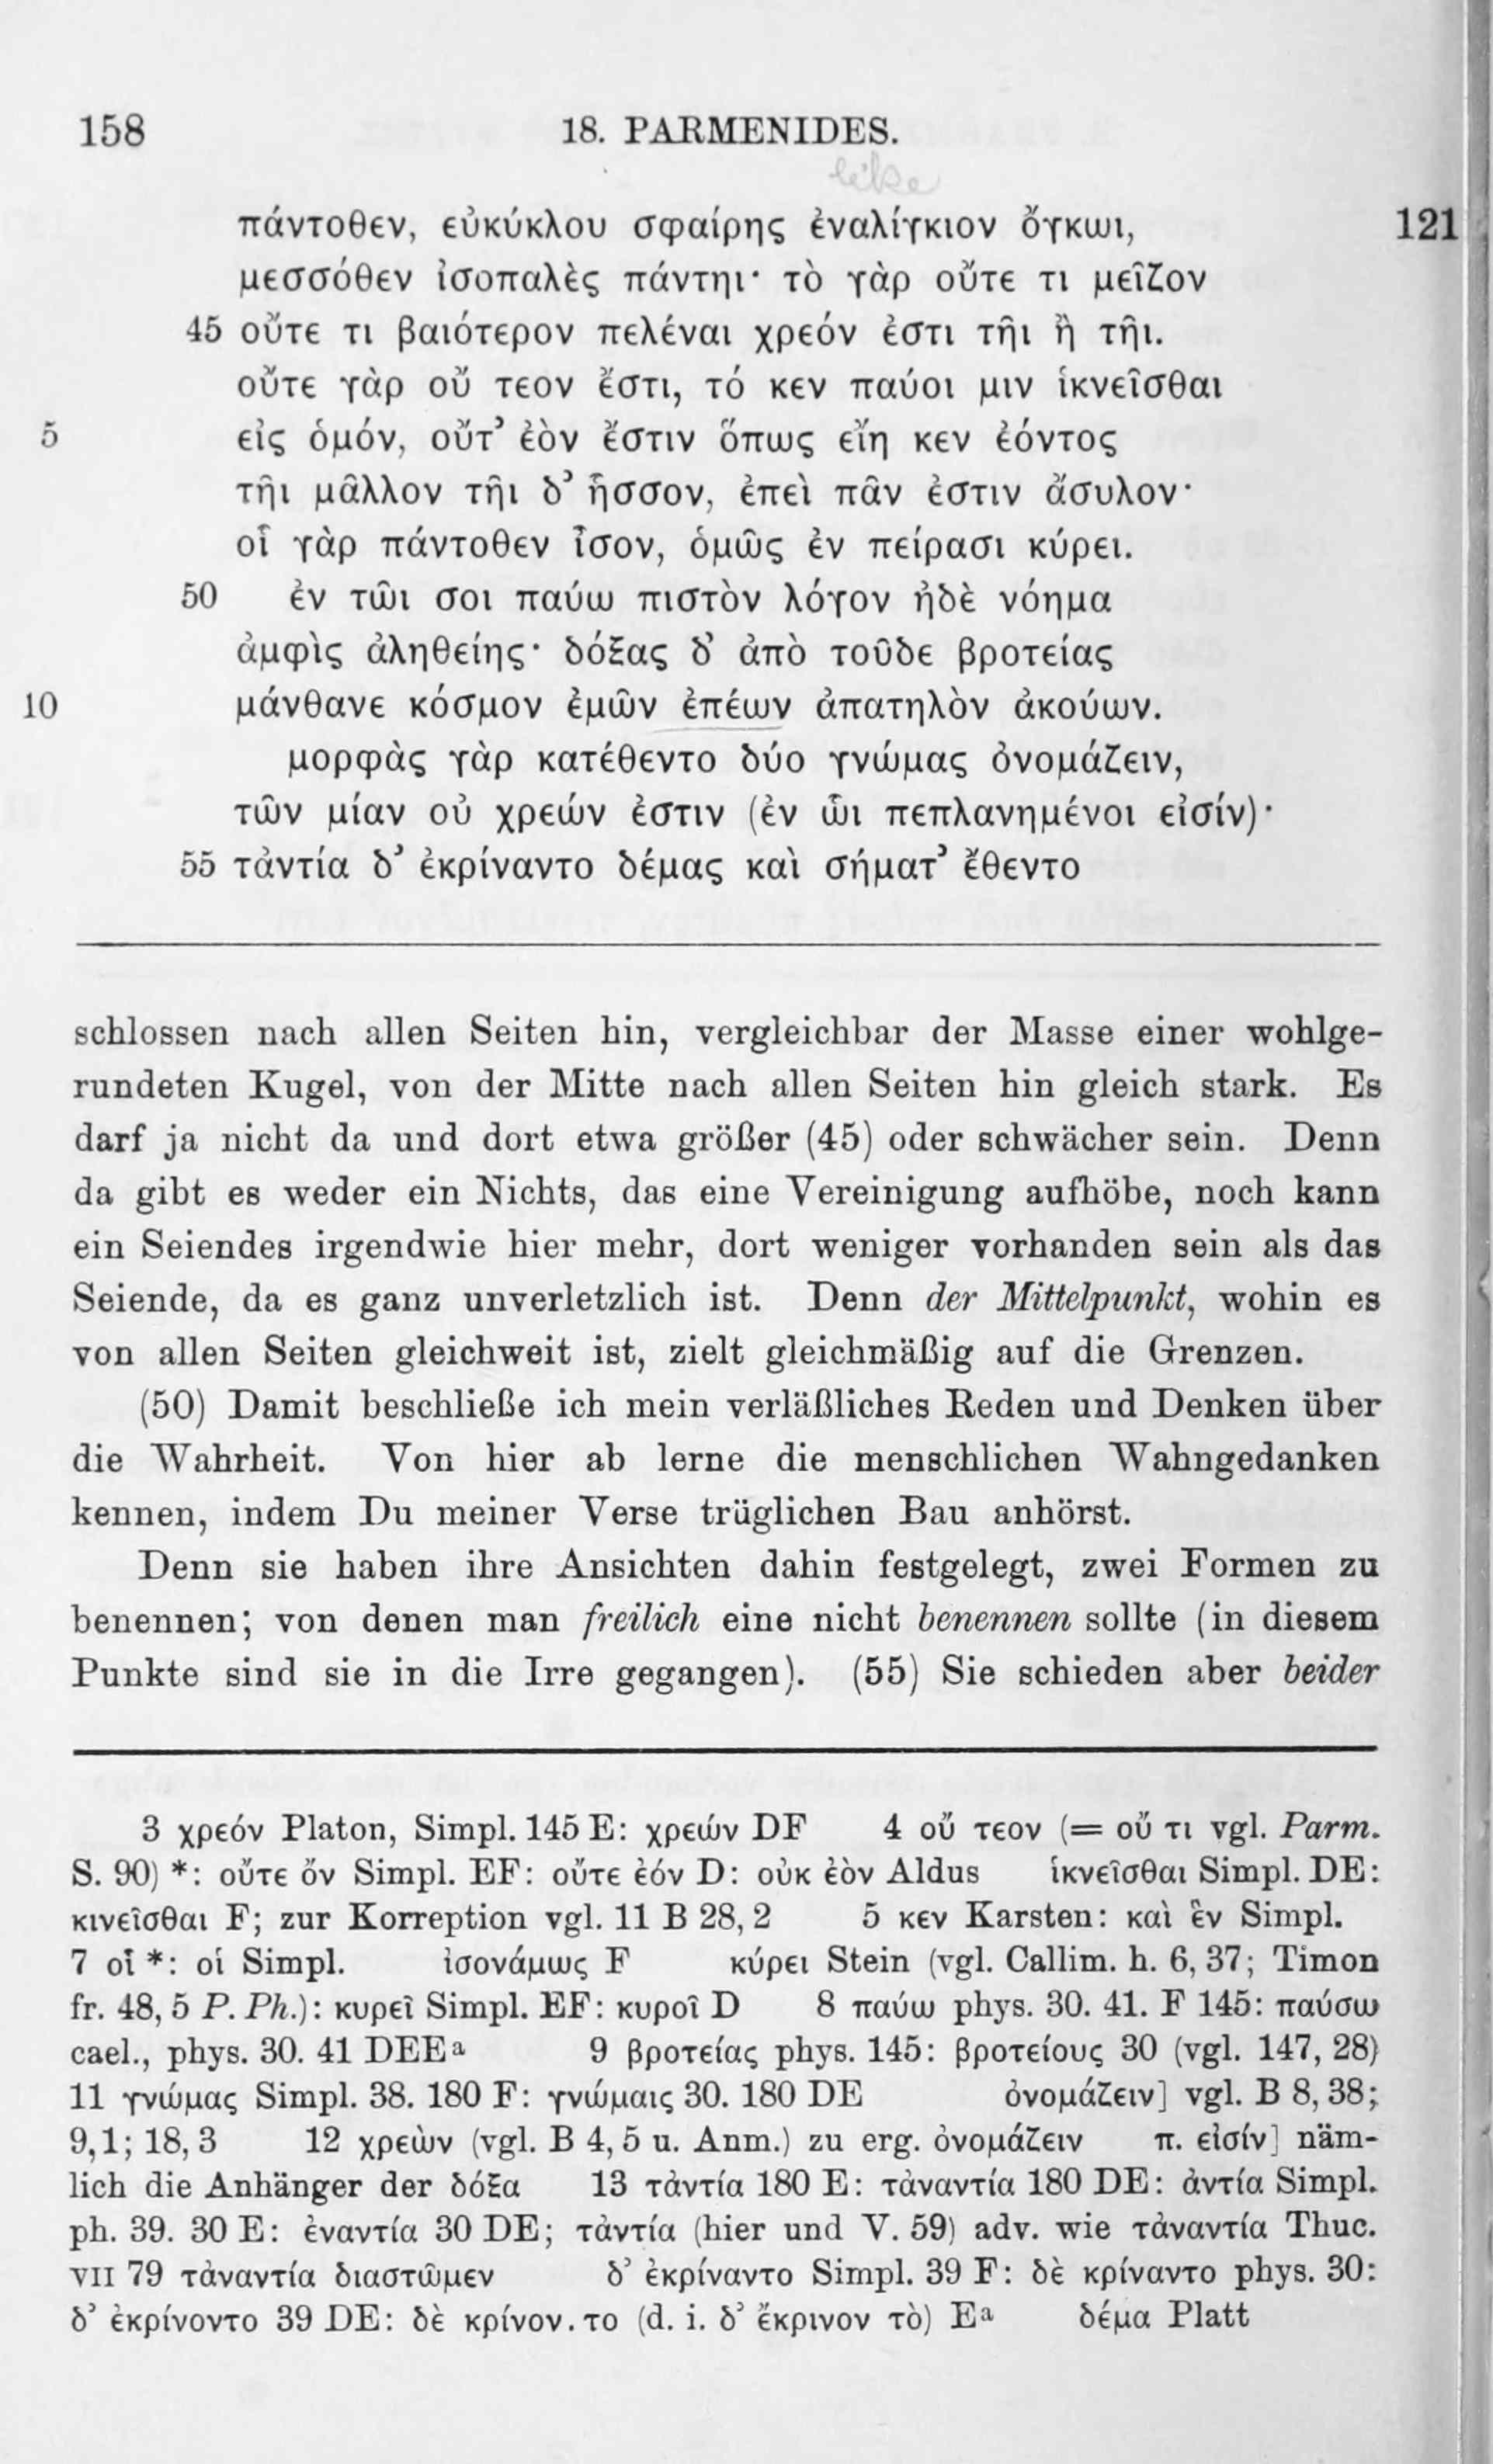 158 18. PARMENIDES.
like
πάντοθεν, εὐκύκλου σφαίρης ἐναλίγκιον ὄγκωι, 121
μεσσόθεν ἰσοπαλὲς πάντηι· τὸ γὰρ οὔτε τι μεῖζον
45 οὔτε τι βαιότερον πελέναι χρεόν ἐστι τῆι ἢ τῆι.
οὔτε γὰρ οὔ τεον ἔστι, τό κεν παύοι μιν ἱκνεῖσθαι
5 εἰς ὁμόν, οὔτ’ ἐὸν ἔστιν ὅπως εἴη κεν ἐόντος
τῆι μᾶλλον τῆι δ’ ἧσσον, ἐπεὶ πᾶν ἐστιν ἄσυλον·
οἷ γὰρ πάντοθεν ἶσον, ὁμῶς ἐν πείρασι κύρει.
50 ἐν τῶι σοι παύω πιστὸν λόγον ἠδὲ νόημα
ἀμφὶς ἀληθείης· δόξας δ’ ἀπὸ τοῦδε βροτείας
10 μάνθανε κόσμον ἐμῶν ἐπέων ἀπατηλὸν ἀκούων.
μορφὰς γὰρ κατέθεντο δύο γνώμας ὀνομάζειν,
τῶν μίαν οὐ χρεών ἐστιν (ἐν ὧι πεπλανημένοι εἰσίν)·
55 τἀντία δ’ ἐκρίναντο δέμας καὶ σήματ’ ἔθεντο
schlossen nach allen Seiten hin, vergleichbar der Masse einer wohlge-
rundeten Kugel, von der Mitte nach allen Seiten hin gleich stark. Es
darf ja nicht da und dort etwa größer (45) oder schwächer sein. Denn
da gibt es weder ein Nichts, das eine Vereinigung aufhöbe, noch kann
ein Seiendes irgendwie hier mehr, dort weniger vorhanden sein als das
Seiende, da es ganz unverletzlich ist. Denn der Mittelpunkt, wohin es
von allen Seiten gleichweit ist, zielt gleichmäßig auf die Grenzen.
(50) Damit beschließe ich mein verläßliches Reden und Denken über
die Wahrheit. Von hier ab lerne die menschlichen Wahngedanken
kennen, indem Du meiner Verse trüglichen Bau anhörst.
Denn sie haben ihre Ansichten dahin festgelegt, zwei Formen zu
benennen; von denen man freilich eine nicht benennen sollte (in diesem
Punkte sind sie in die Irre gegangen). (55) Sie schieden aber beider
3 χρεόν Platon, Simpl. 145 E: χρεών DF 4 οὔ τεον (= οὔ τι vgl. Parm.
S. 90) *: οὔτε ὄν Simpl. EF: οὔτε ἐόν D: οὐκ ἐὸν Aldus ἱκνεῖσθαι Simpl. DE:
κινεῖσθαι F; zur Korreption vgl. 11 B 28, 2 5 κεν Karsten: καὶ ἓν Simpl.
7 οἷ *: οἱ Simpl. ἰσονάμως F κύρει Stein (vgl. Callim. h. 6, 37; Timon
fr. 48, 5 P. Ph.): κυρεῖ Simpl. EF: κυροῖ D 8 παύω phys. 30. 41. F 145: παύσω
cael., phys. 30. 41 DEEª 9 βροτείας phys. 145: βροτείους 30 (vgl. 147, 28)
11 γνώμας Simpl. 38. 180 F: γνώμαις 30. 180 DE ὀνομάζειν] vgl. B 8, 38;
9,1; 18, 3 12 χρεὼν (vgl. B 4, 5 u. Anm.) zu erg. ὀνομάζειν π. εἰσίν] näm-
lich die Anhänger der δόξα 13 τἀντία 180 E: τἀναντία 180 DE: ἀντία Simpl.
ph. 39. 30 E: ἐναντία 30 DE; τἀντία (hier und V. 59) adv. wie τἀναντία Thuc.
VII 79 τἀναντία διαστῶμεν δ’ ἐκρίναντο Simpl. 39 F: δὲ κρίναντο phys. 30:
δ’ ἐκρίνοντο 39 DE: δὲ κρίνον.το (d. i. δ’ ἔκρινον τὸ) Eª δέμα Platt